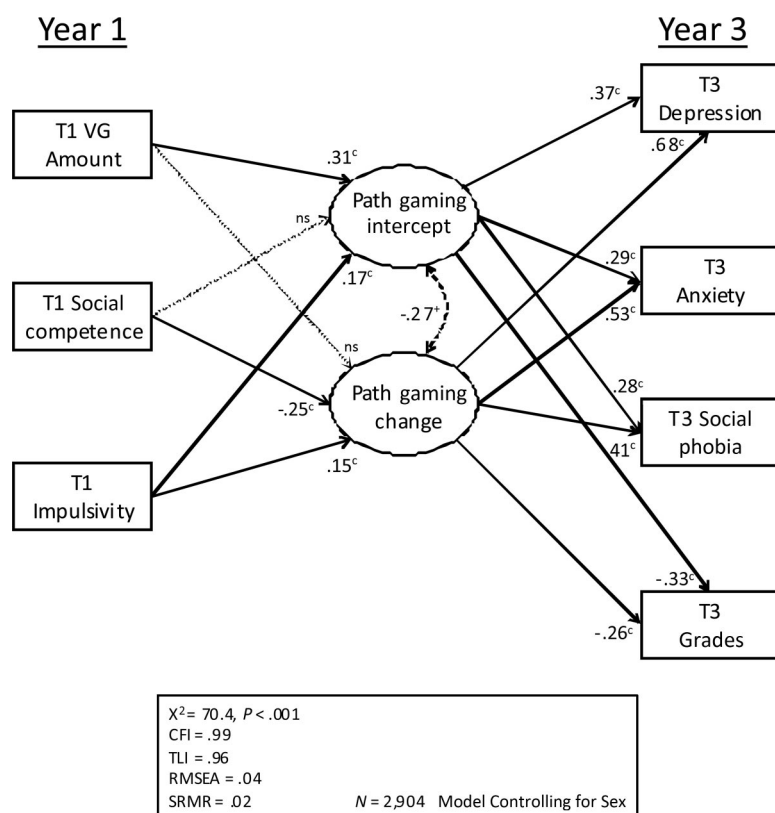 Year 1
Year 3
T1 VG
Amount
T1 Social
competence
T1
Impulsivity
.31ᶜ
ns
Path gaming
intercept
.17ᶜ
-.27⁺
ns
Path gaming
change
-.25ᶜ
.15ᶜ
.37ᶜ
T3
Depression
.68ᶜ
.29ᶜ
T3
Anxiety
.53ᶜ
.28ᶜ
T3 Social
phobia
.41ᶜ
-.33ᶜ
T3
Grades
-.26ᶜ
X² = 70.4, P < .001
CFI = .99
TLI = .96
RMSEA = .04
SRMR = .02 N = 2,904 Model Controlling for Sex